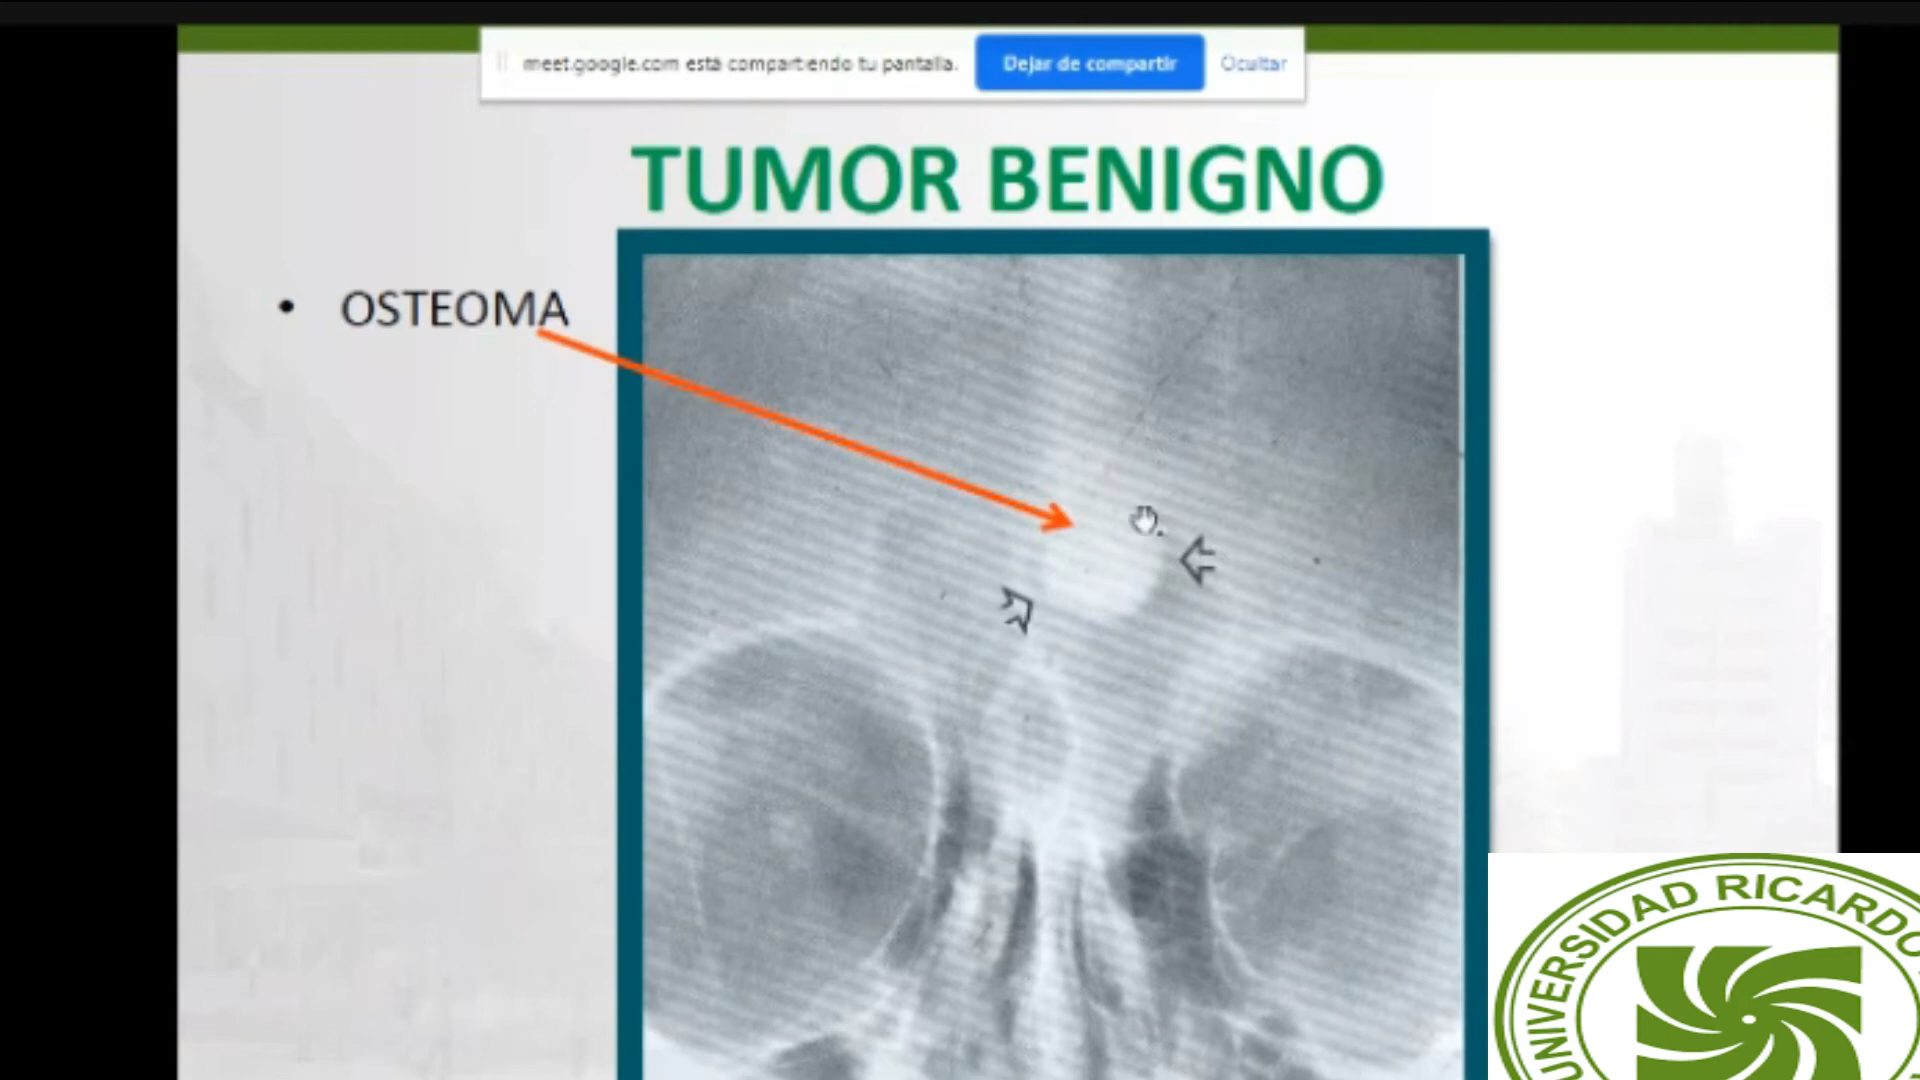 meet.google.com está compartiendo tu pantalla.
Dejar de compartir
Ocultar
TUMOR BENIGNO
• OSTEOMA
UNIVERSIDAD RICARDO